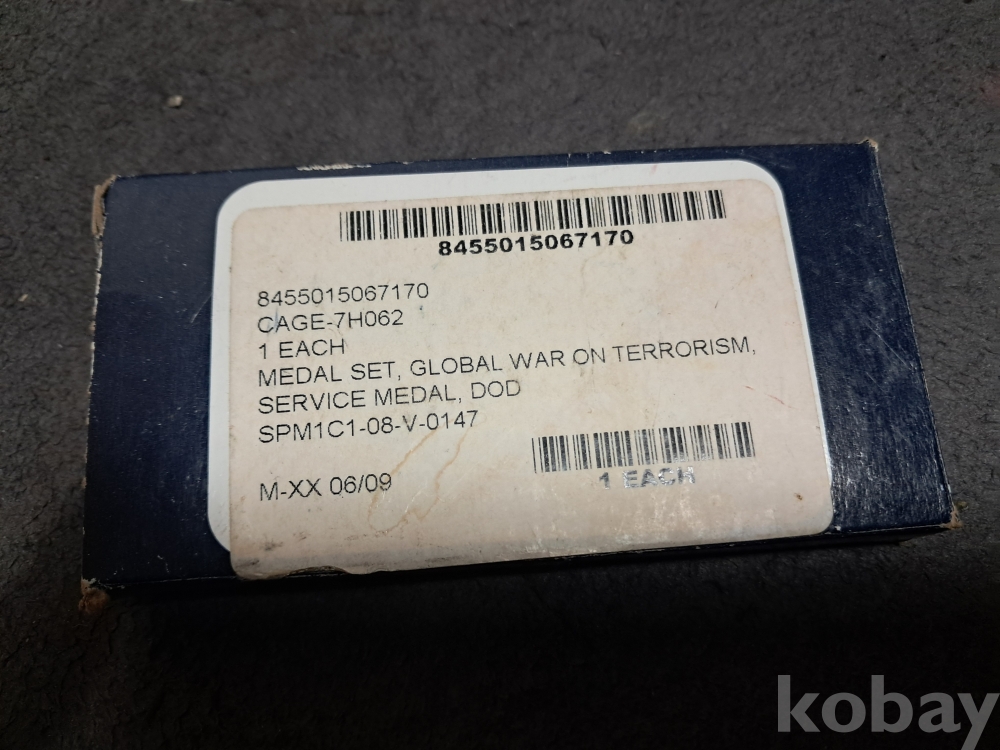 8455015067170
8455015067170
CAGE-7H062
1 EACH
MEDAL SET, GLOBAL WAR ON TERRORISM,
SERVICE MEDAL, DOD
SPM1C1-08-V-0147
1 EACH
M-XX 06/09
kobay